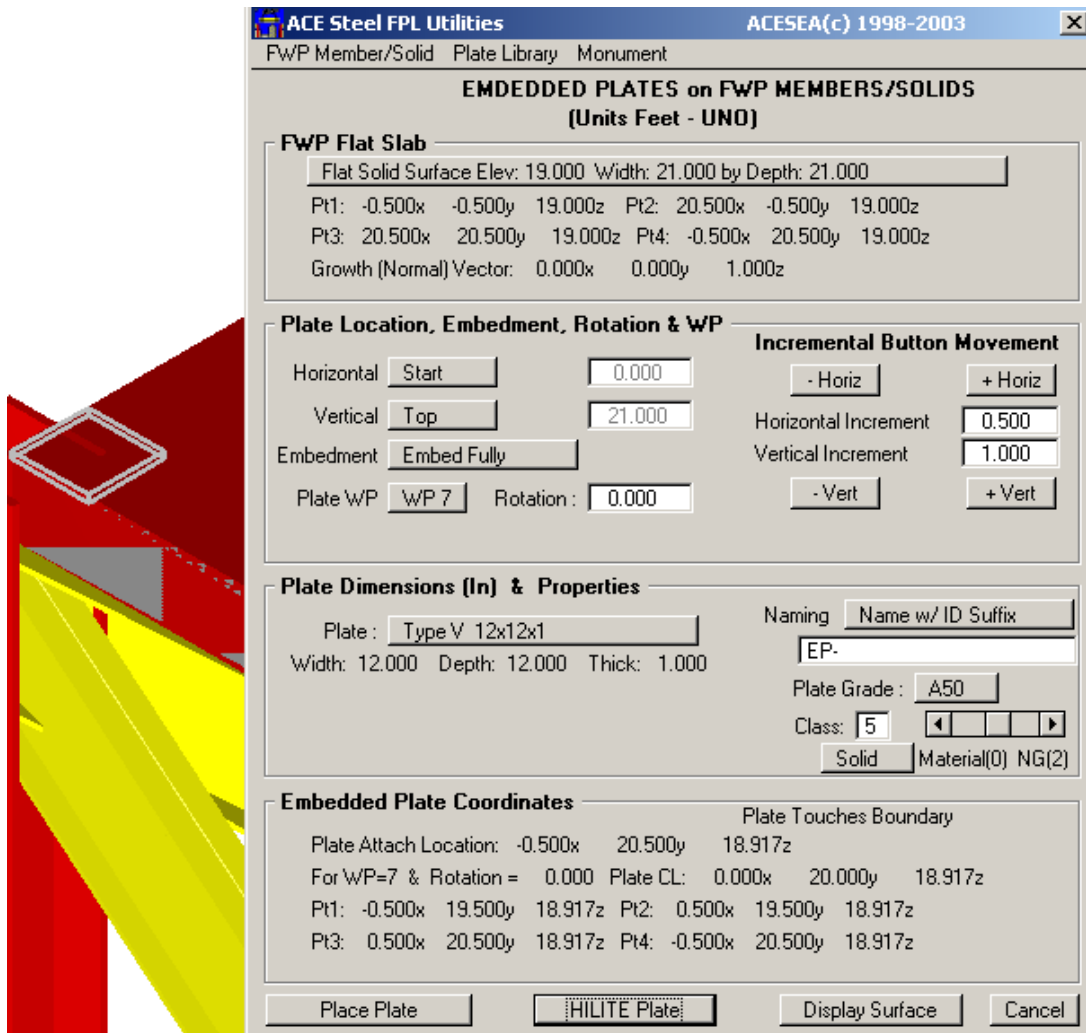 ACE Steel FPL Utilities ACESEA(c) 1998-2003
FWP Member/Solid Plate Library Monument
EMDEDDED PLATES on FWP MEMBERS/SOLIDS
(Units Feet - UNO)
FWP Flat Slab
Flat Solid Surface Elev: 19.000 Width: 21.000 by Depth: 21.000
Pt1: -0.500x -0.500y 19.000z Pt2: 20.500x -0.500y 19.000z
Pt3: 20.500x 20.500y 19.000z Pt4: -0.500x 20.500y 19.000z
Growth (Normal) Vector: 0.000x 0.000y 1.000z
Plate Location, Embedment, Rotation & WP
Incremental Button Movement
Horizontal Start 0.000 - Horiz + Horiz
Vertical Top 21.000 Horizontal Increment 0.500
Embedment Embed Fully Vertical Increment 1.000
Plate WP WP 7 Rotation : 0.000 - Vert + Vert
Plate Dimensions (In) & Properties
Naming Name w/ ID Suffix
Plate : Type V 12x12x1
EP-
Width: 12.000 Depth: 12.000 Thick: 1.000
Plate Grade : A50
Class: 5
Solid Material(0) NG(2)
Embedded Plate Coordinates
Plate Touches Boundary
Plate Attach Location: -0.500x 20.500y 18.917z
For WP=7 & Rotation = 0.000 Plate CL: 0.000x 20.000y 18.917z
Pt1: -0.500x 19.500y 18.917z Pt2: 0.500x 19.500y 18.917z
Pt3: 0.500x 20.500y 18.917z Pt4: -0.500x 20.500y 18.917z
Place Plate HILITE Plate Display Surface Cancel